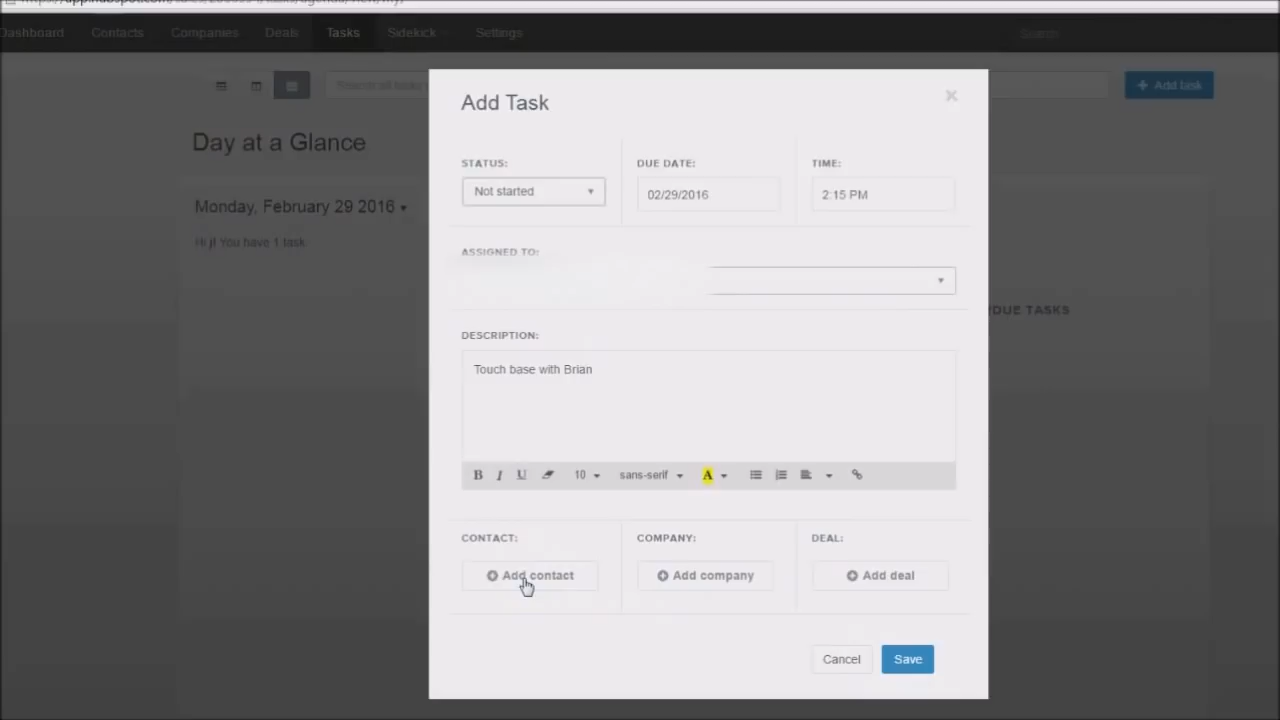 Dashboard Contacts Companies Deals Tasks Sidekick Settings Search
Search all tasks
Add task
Add Task
Day at a Glance
STATUS: DUE DATE: TIME:
Not started 02/29/2016 2:15 PM
Monday, February 29 2016
Hi j! You have 1 task
ASSIGNED TO:
DUE TASKS
DESCRIPTION:
Touch base with Brian
B I U 10 sans-serif A
CONTACT: COMPANY: DEAL:
Add contact Add company Add deal
Cancel Save